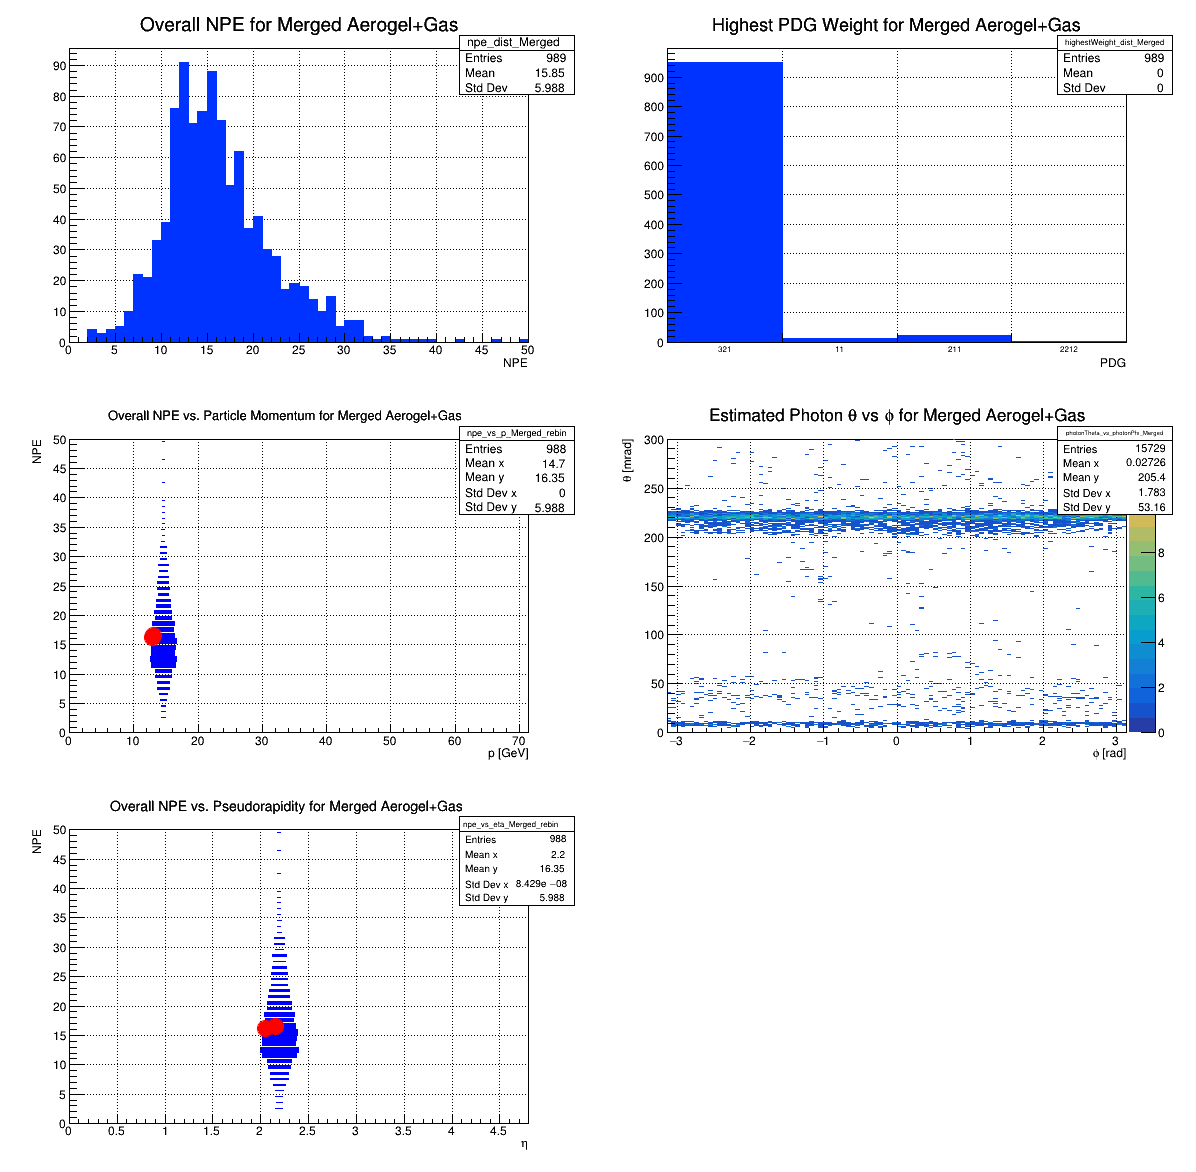 Overall NPE for Merged Aerogel+Gas
npe_dist_Merged
Entries 989
Mean 15.85
Std Dev 5.988
90
80
70
60
50
40
30
20
10
0
0 5 10 15 20 25 30 35 40 45 50
NPE
Highest PDG Weight for Merged Aerogel+Gas
highestWeight_dist_Merged
Entries 989
Mean 0
Std Dev 0
900
800
700
600
500
400
300
200
100
0
321 11 211 2212
PDG
Overall NPE vs. Particle Momentum for Merged Aerogel+Gas
npe_vs_p_Merged_rebin
Entries 988
Mean x 14.7
Mean y 16.35
Std Dev x 0
Std Dev y 5.988
NPE
50
45
40
35
30
25
20
15
10
5
0
0 10 20 30 40 50 60 70
p [GeV]
Estimated Photon θ vs ϕ for Merged Aerogel+Gas
photonTheta_vs_photonPhi_Merged
Entries 15729
Mean x 0.02726
Mean y 205.4
Std Dev x 1.783
Std Dev y 53.16
θ [mrad]
300
250
200
150
100
50
0
−3 −2 −1 0 1 2 3
ϕ [rad]
8
6
4
2
0
Overall NPE vs. Pseudorapidity for Merged Aerogel+Gas
npe_vs_eta_Merged_rebin
Entries 988
Mean x 2.2
Mean y 16.35
Std Dev x 8.429e −08
Std Dev y 5.988
NPE
50
45
40
35
30
25
20
15
10
5
0
0 0.5 1 1.5 2 2.5 3 3.5 4 4.5
η